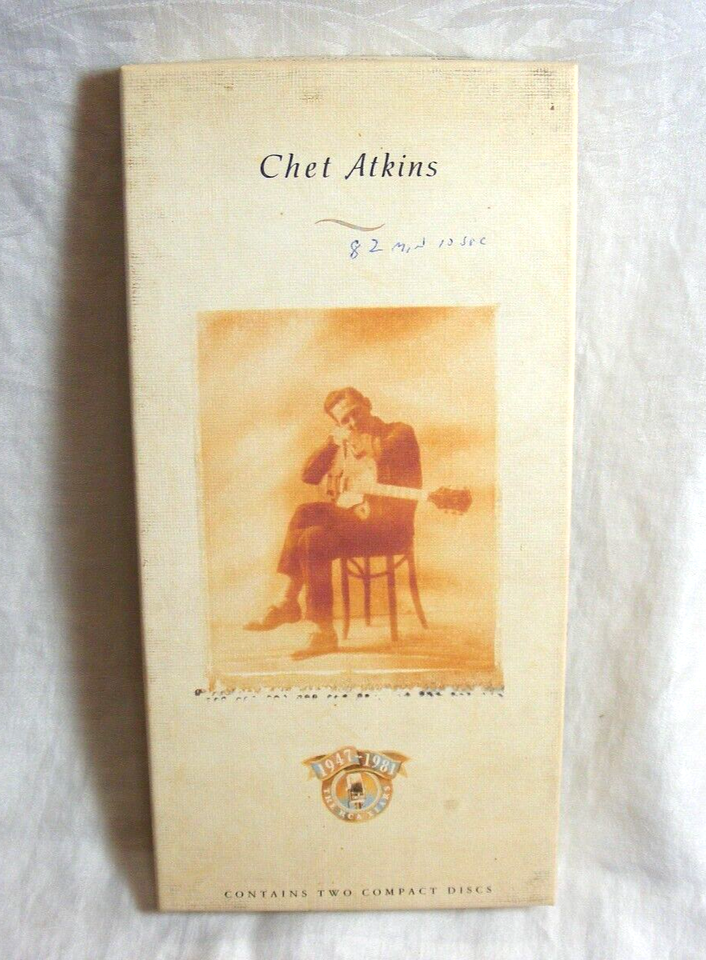 Chet Atkins
82 MIN 10 SEC
1947-1981
THE RCA YEARS
CONTAINS TWO COMPACT DISCS